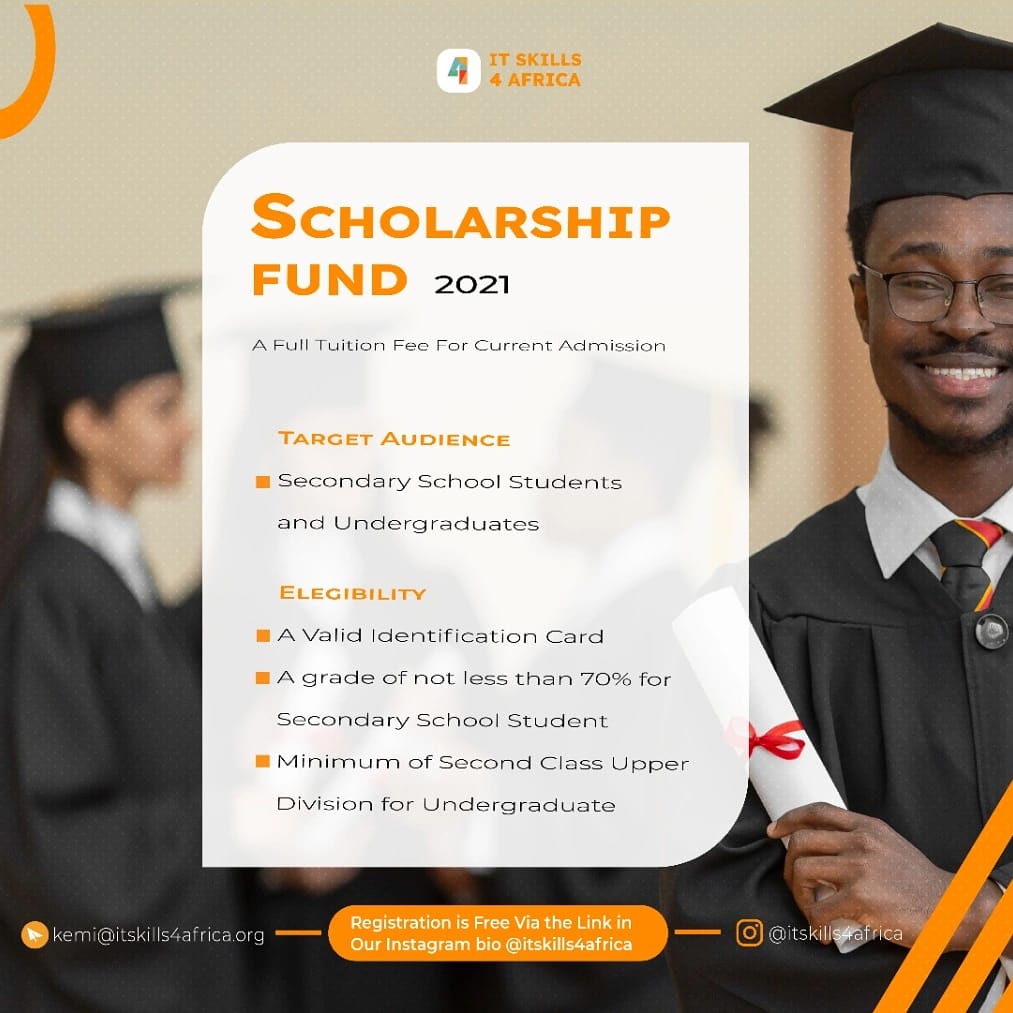 IT SKILLS
4 AFRICA
SCHOLARSHIP
FUND 2021
A Full Tuition Fee For Current Admission
TARGET AUDIENCE
Secondary School Students
and Undergraduates
ELEGIBILITY
A Valid Identification Card
A grade of not less than 70% for
Secondary School Student
Minimum of Second Class Upper
Division for Undergraduate
kemi@itskills4africa.org
Registration is Free Via the Link in
Our Instagram bio @itskills4africa
@itskills4africa